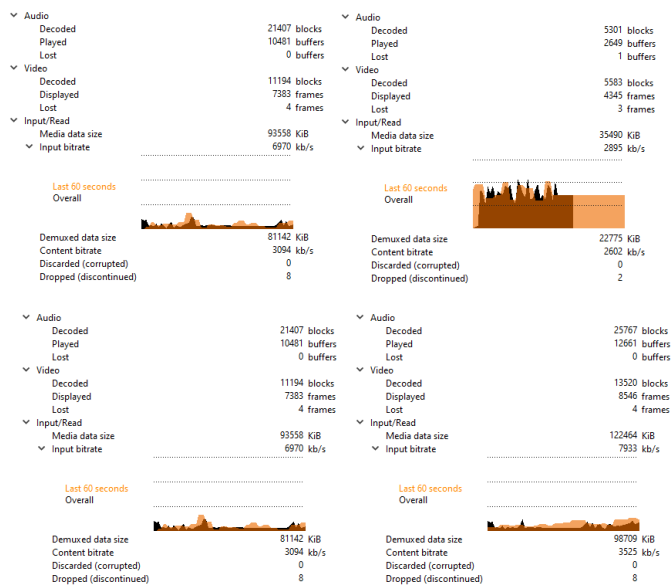 Audio
Decoded 21407 blocks
Played 10481 buffers
Lost 0 buffers
Video
Decoded 11194 blocks
Displayed 7383 frames
Lost 4 frames
Input/Read
Media data size 93558 KiB
Input bitrate 6970 kb/s
Last 60 seconds
Overall
Demuxed data size 81142 KiB
Content bitrate 3094 kb/s
Discarded (corrupted) 0
Dropped (discontinued) 8
Audio
Decoded 5301 blocks
Played 2649 buffers
Lost 1 buffers
Video
Decoded 5583 blocks
Displayed 4345 frames
Lost 3 frames
Input/Read
Media data size 35490 KiB
Input bitrate 2895 kb/s
Last 60 seconds
Overall
Demuxed data size 22775 KiB
Content bitrate 2602 kb/s
Discarded (corrupted) 0
Dropped (discontinued) 2
Audio
Decoded 21407 blocks
Played 10481 buffers
Lost 0 buffers
Video
Decoded 11194 blocks
Displayed 7383 frames
Lost 4 frames
Input/Read
Media data size 93558 KiB
Input bitrate 6970 kb/s
Last 60 seconds
Overall
Demuxed data size 81142 KiB
Content bitrate 3094 kb/s
Discarded (corrupted) 0
Dropped (discontinued) 8
Audio
Decoded 25767 blocks
Played 12661 buffers
Lost 0 buffers
Video
Decoded 13520 blocks
Displayed 8546 frames
Lost 4 frames
Input/Read
Media data size 122464 KiB
Input bitrate 7933 kb/s
Last 60 seconds
Overall
Demuxed data size 98709 KiB
Content bitrate 3525 kb/s
Discarded (corrupted) 0
Dropped (discontinued) 8